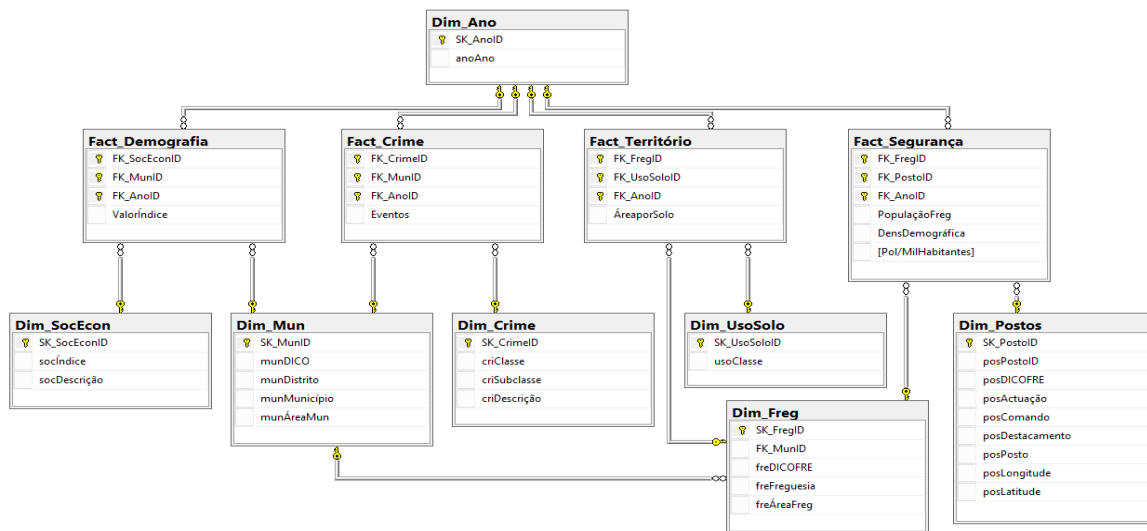 Dim_Ano
SK_AnoID
anoAno
Fact_Demografia
FK_SocEconID
FK_MunID
FK_AnoID
ValorÍndice
Fact_Crime
FK_CrimeID
FK_MunID
FK_AnoID
Eventos
Fact_Território
FK_FregID
FK_UsoSoloID
FK_AnoID
ÁreaporSolo
Fact_Segurança
FK_FregID
FK_PostoID
FK_AnoID
PopulaçãoFreg
DensDemográfica
[Pol/MilHabitantes]
Dim_SocEcon
SK_SocEconID
socÍndice
socDescrição
Dim_Mun
SK_MunID
munDICO
munDistrito
munMunicípio
munÁreaMun
Dim_Crime
SK_CrimeID
criClasse
criSubclasse
criDescrição
Dim_UsoSolo
SK_UsoSoloID
usoClasse
Dim_Postos
SK_PostoID
posPostoID
posDICOFRE
posActuação
posComando
posDestacamento
posPosto
posLongitude
posLatitude
Dim_Freg
SK_FregID
FK_MunID
freDICOFRE
freFreguesia
freÁreaFreg